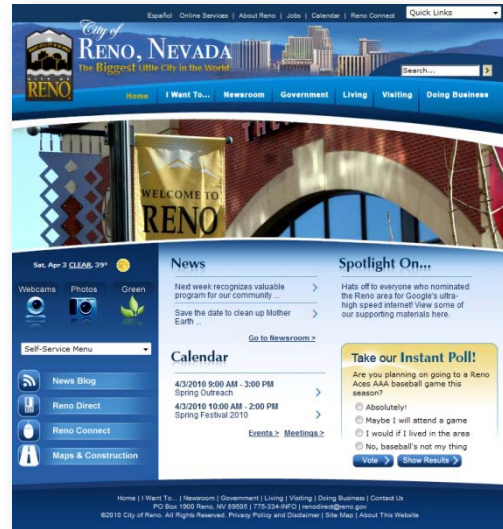 Español Online Services | About Reno | Jobs | Calendar | Reno Connect
Quick Links
City of
RENO, NEVADA
The Biggest Little City in the World
RENO
Search...
Home
I Want To...
Newsroom
Government
Living
Visiting
Doing Business
WELCOME TO
RENO
Sat, Apr 3 CLEAR, 39°
Webcams
Photos
Green
Self-Service Menu
News Blog
Reno Direct
Reno Connect
Maps & Construction
News
Next week recognizes valuable
program for our community ...
Save the date to clean up Mother
Earth ...
Go to Newsroom >
Calendar
4/3/2010 9:00 AM - 3:00 PM
Spring Outreach
4/3/2010 10:00 AM - 2:00 PM
Spring Festival 2010
Events > Meetings >
Spotlight On...
Hats off to everyone who nominated
the Reno area for Google's ultra-
high speed internet! View some of
our supporting materials here.
Take our Instant Poll!
Are you planning on going to a Reno
Aces AAA baseball game this
season?
Absolutely!
Maybe I will attend a game
I would if I lived in the area
No, baseball's not my thing
Vote >
Show Results >
Home | I Want To... | Newsroom | Government | Living | Visiting | Doing Business | Contact Us
PO Box 1900 Reno, NV 89505 | 775-334-INFO | renodirect@reno.gov
©2010 City of Reno. All Rights Reserved. Privacy Policy and Disclaimer | Site Map | About This Website